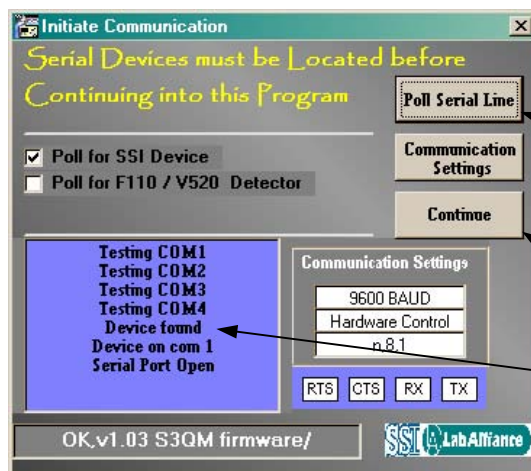 Initiate Communication
Serial Devices must be Located before
Continuing into this Program
Poll Serial Line
Poll for SSI Device
Poll for F110 / V520 Detector
Communication
Settings
Continue
Testing COM1
Testing COM2
Testing COM3
Testing COM4
Device found
Device on com 1
Serial Port Open
Communication Settings
9600 BAUD
Hardware Control
n,8,1
RTS CTS RX TX
OK,v1.03 S3QM firmware/
SSI LabAlliance